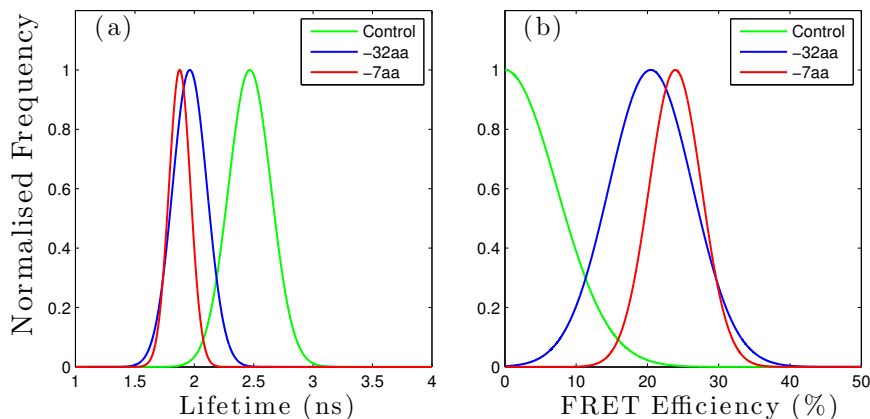 (a)
Control
−32aa
−7aa
Normalised Frequency
1
0.8
0.6
0.4
0.2
0
1 1.5 2 2.5 3 3.5 4
Lifetime (ns)
(b)
Control
−32aa
−7aa
1
0.8
0.6
0.4
0.2
0
0 10 20 30 40 50
FRET Efficiency (%)